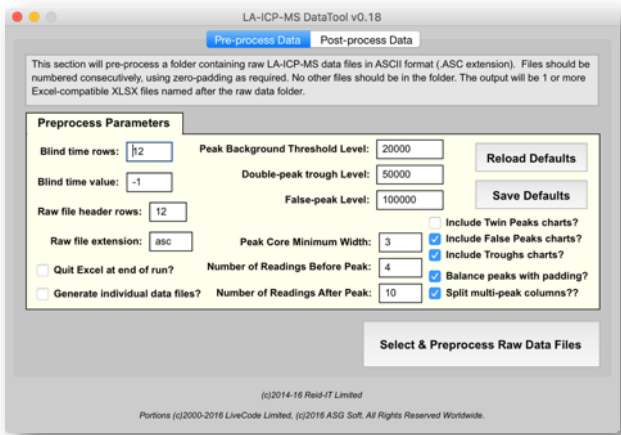 LA-ICP-MS DataTool v0.18
Pre-process Data Post-process Data
This section will pre-process a folder containing raw LA-ICP-MS data files in ASCII format (.ASC extension). Files should be
numbered consecutively, using zero-padding as required. No other files should be in the folder. The output will be 1 or more
Excel-compatible XLSX files named after the raw data folder.
Preprocess Parameters
Blind time rows: 12
Blind time value: -1
Raw file header rows: 12
Raw file extension: asc
Quit Excel at end of run?
Generate individual data files?
Peak Background Threshold Level: 20000
Double-peak trough Level: 50000
False-peak Level: 100000
Peak Core Minimum Width: 3
Number of Readings Before Peak: 4
Number of Readings After Peak: 10
Reload Defaults
Save Defaults
Include Twin Peaks charts?
Include False Peaks charts?
Include Troughs charts?
Balance peaks with padding?
Split multi-peak columns??
Select & Preprocess Raw Data Files
(c)2014-16 Reid-IT Limited
Portions (c)2000-2016 LiveCode Limited, (c)2016 ASG Soft. All Rights Reserved Worldwide.